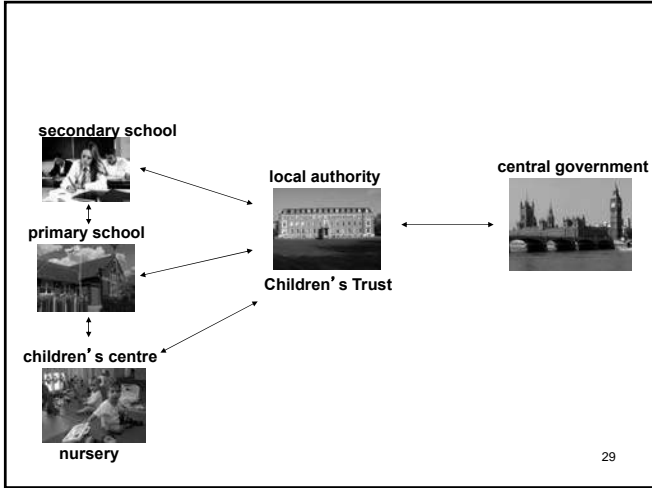 secondary school
local authority
central government
primary school
Children's Trust
children's centre
nursery
29